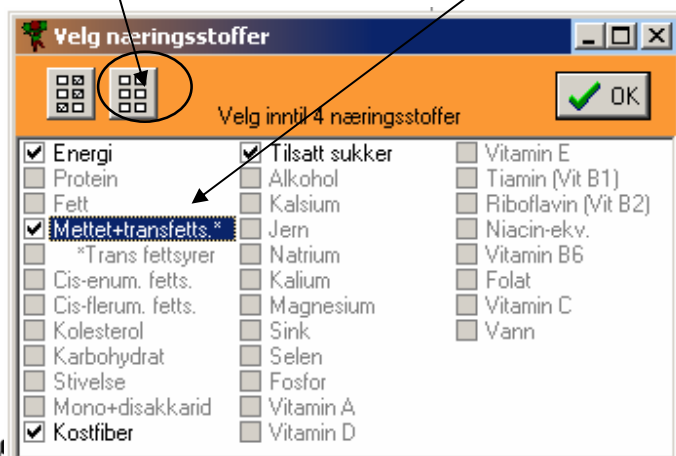 Velg næringsstoffer
OK
Velg inntil 4 næringsstoffer
Energi
Protein
Fett
Mettet+transfetts.*
*Trans fettsyrer
Cis-enum. fetts.
Cis-flerum. fetts.
Kolesterol
Karbohydrat
Stivelse
Mono+disakkarid
Kostfiber
Tilsatt sukker
Alkohol
Kalsium
Jern
Natrium
Kalium
Magnesium
Sink
Selen
Fosfor
Vitamin A
Vitamin D
Vitamin E
Tiamin (Vit B1)
Riboflavin (Vit B2)
Niacin-ekv.
Vitamin B6
Folat
Vitamin C
Vann